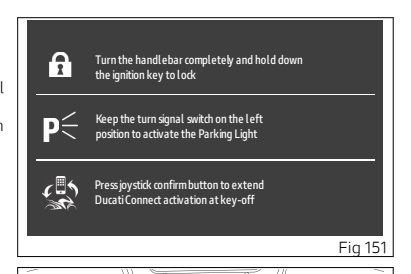 Turn the handlebar completely and hold down
the ignition key to lock
P
Keep the turn signal switch on the left
position to activate the Parking Light
Press joystick confirm button to extend
Ducati Connect activation at key-off
Fig 151